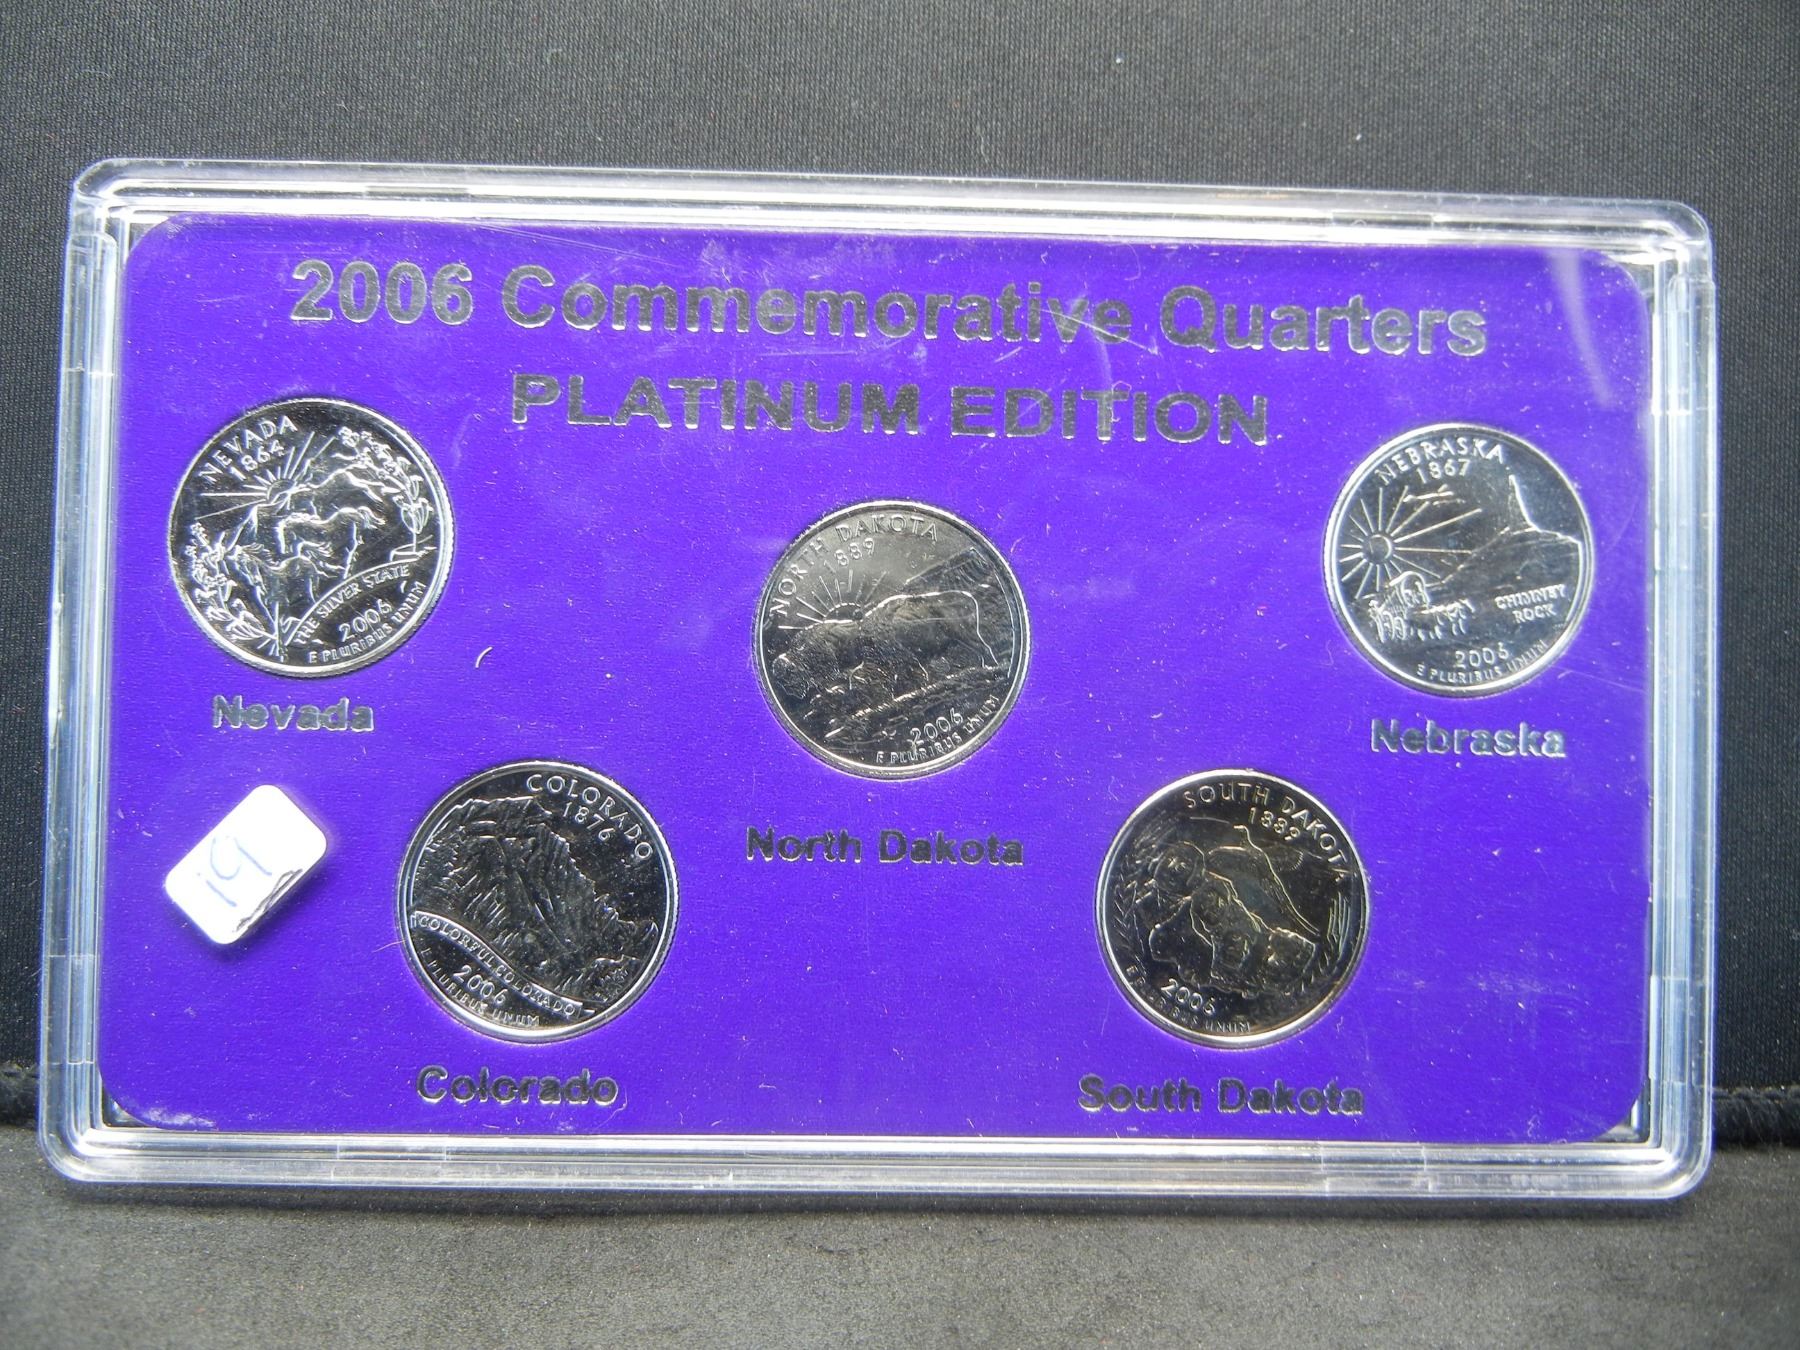 2006 Commemorative Quarters
PLATINUM EDITION
NEVADA
1864
THE SILVER STATE
2006
E PLURIBUS UNUM
Nevada
NORTH DAKOTA
1889
2006
E PLURIBUS UNUM
North Dakota
NEBRASKA
1867
CHIMNEY
ROCK
2006
E PLURIBUS UNUM
Nebraska
19
COLORADO
1876
COLORFUL COLORADO
2006
E PLURIBUS UNUM
Colorado
SOUTH DAKOTA
1889
2006
E PLURIBUS UNUM
South Dakota